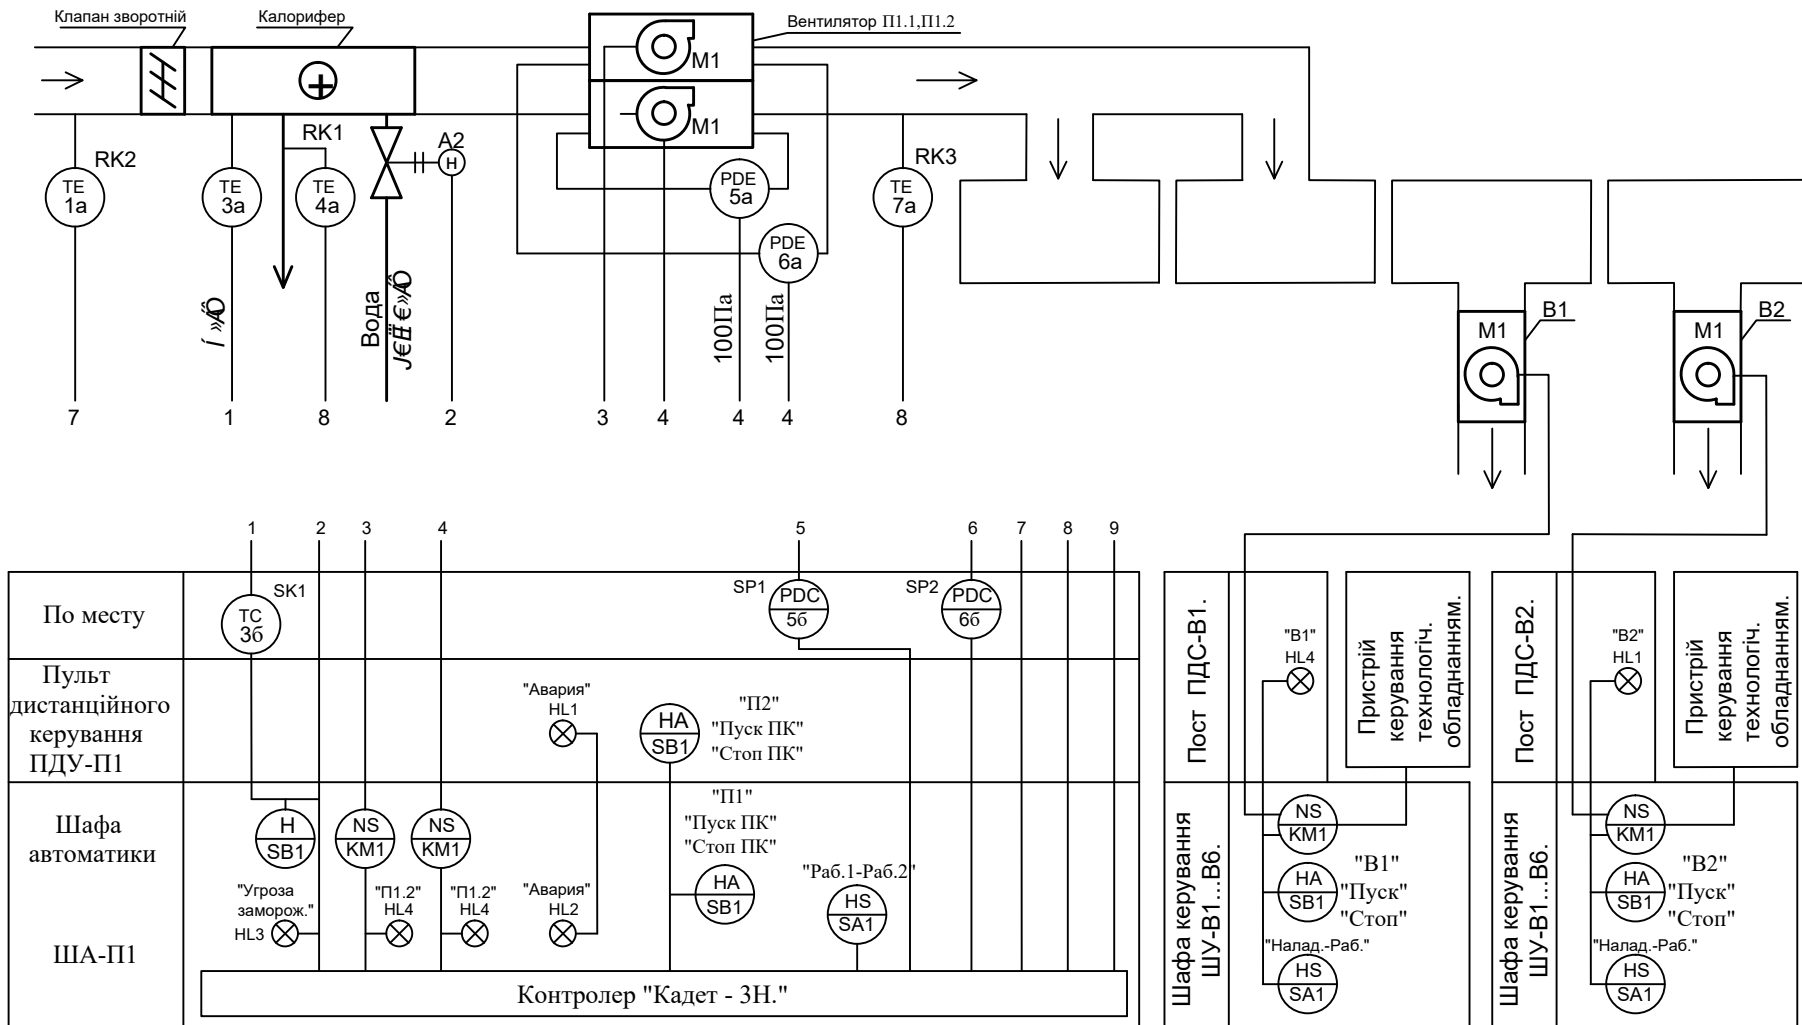 Клапан зворотній
Калорифер
Вентилятор П1.1,П1.2
M1
M1
RK2
RK1
A2
H
RK3
TE
1a
TE
3a
TE
4a
PDE
5a
PDE
6a
TE
7a
Вода
100Па
100Па
7
1
8
2
3
4
4
4
8
M1
B1
M1
B2
1
2
3
4
5
6
7
8
9
По месту
SK1
TC
3б
SP1
PDC
5б
SP2
PDC
6б
Пульт
дистанційного
керування
ПДУ-П1
"Авария"
HL1
HA
SB1
"П2"
"Пуск ПК"
"Стоп ПК"
Шафа
автоматики
ША-П1
H
SB1
NS
KM1
NS
KM1
"П1"
"Пуск ПК"
"Стоп ПК"
HA
SB1
"Угроза
заморож."
HL3
"П1.2"
HL4
"П1.2"
HL4
"Авария"
HL2
"Раб.1-Раб.2"
HS
SA1
Контролер "Кадет - 3Н."
Пост ПДС-В1.
"B1"
HL4
Пристрій
керування
технологіч.
обладнанням.
Шафа керування
ШУ-В1...В6.
NS
KM1
HA
SB1
"В1"
"Пуск"
"Стоп"
"Налад.-Раб."
HS
SA1
Пост ПДС-В2.
"B2"
HL1
Пристрій
керування
технологіч.
обладнанням.
Шафа керування
ШУ-В1...В6.
NS
KM1
HA
SB1
"В2"
"Пуск"
"Стоп"
"Налад.-Раб."
HS
SA1